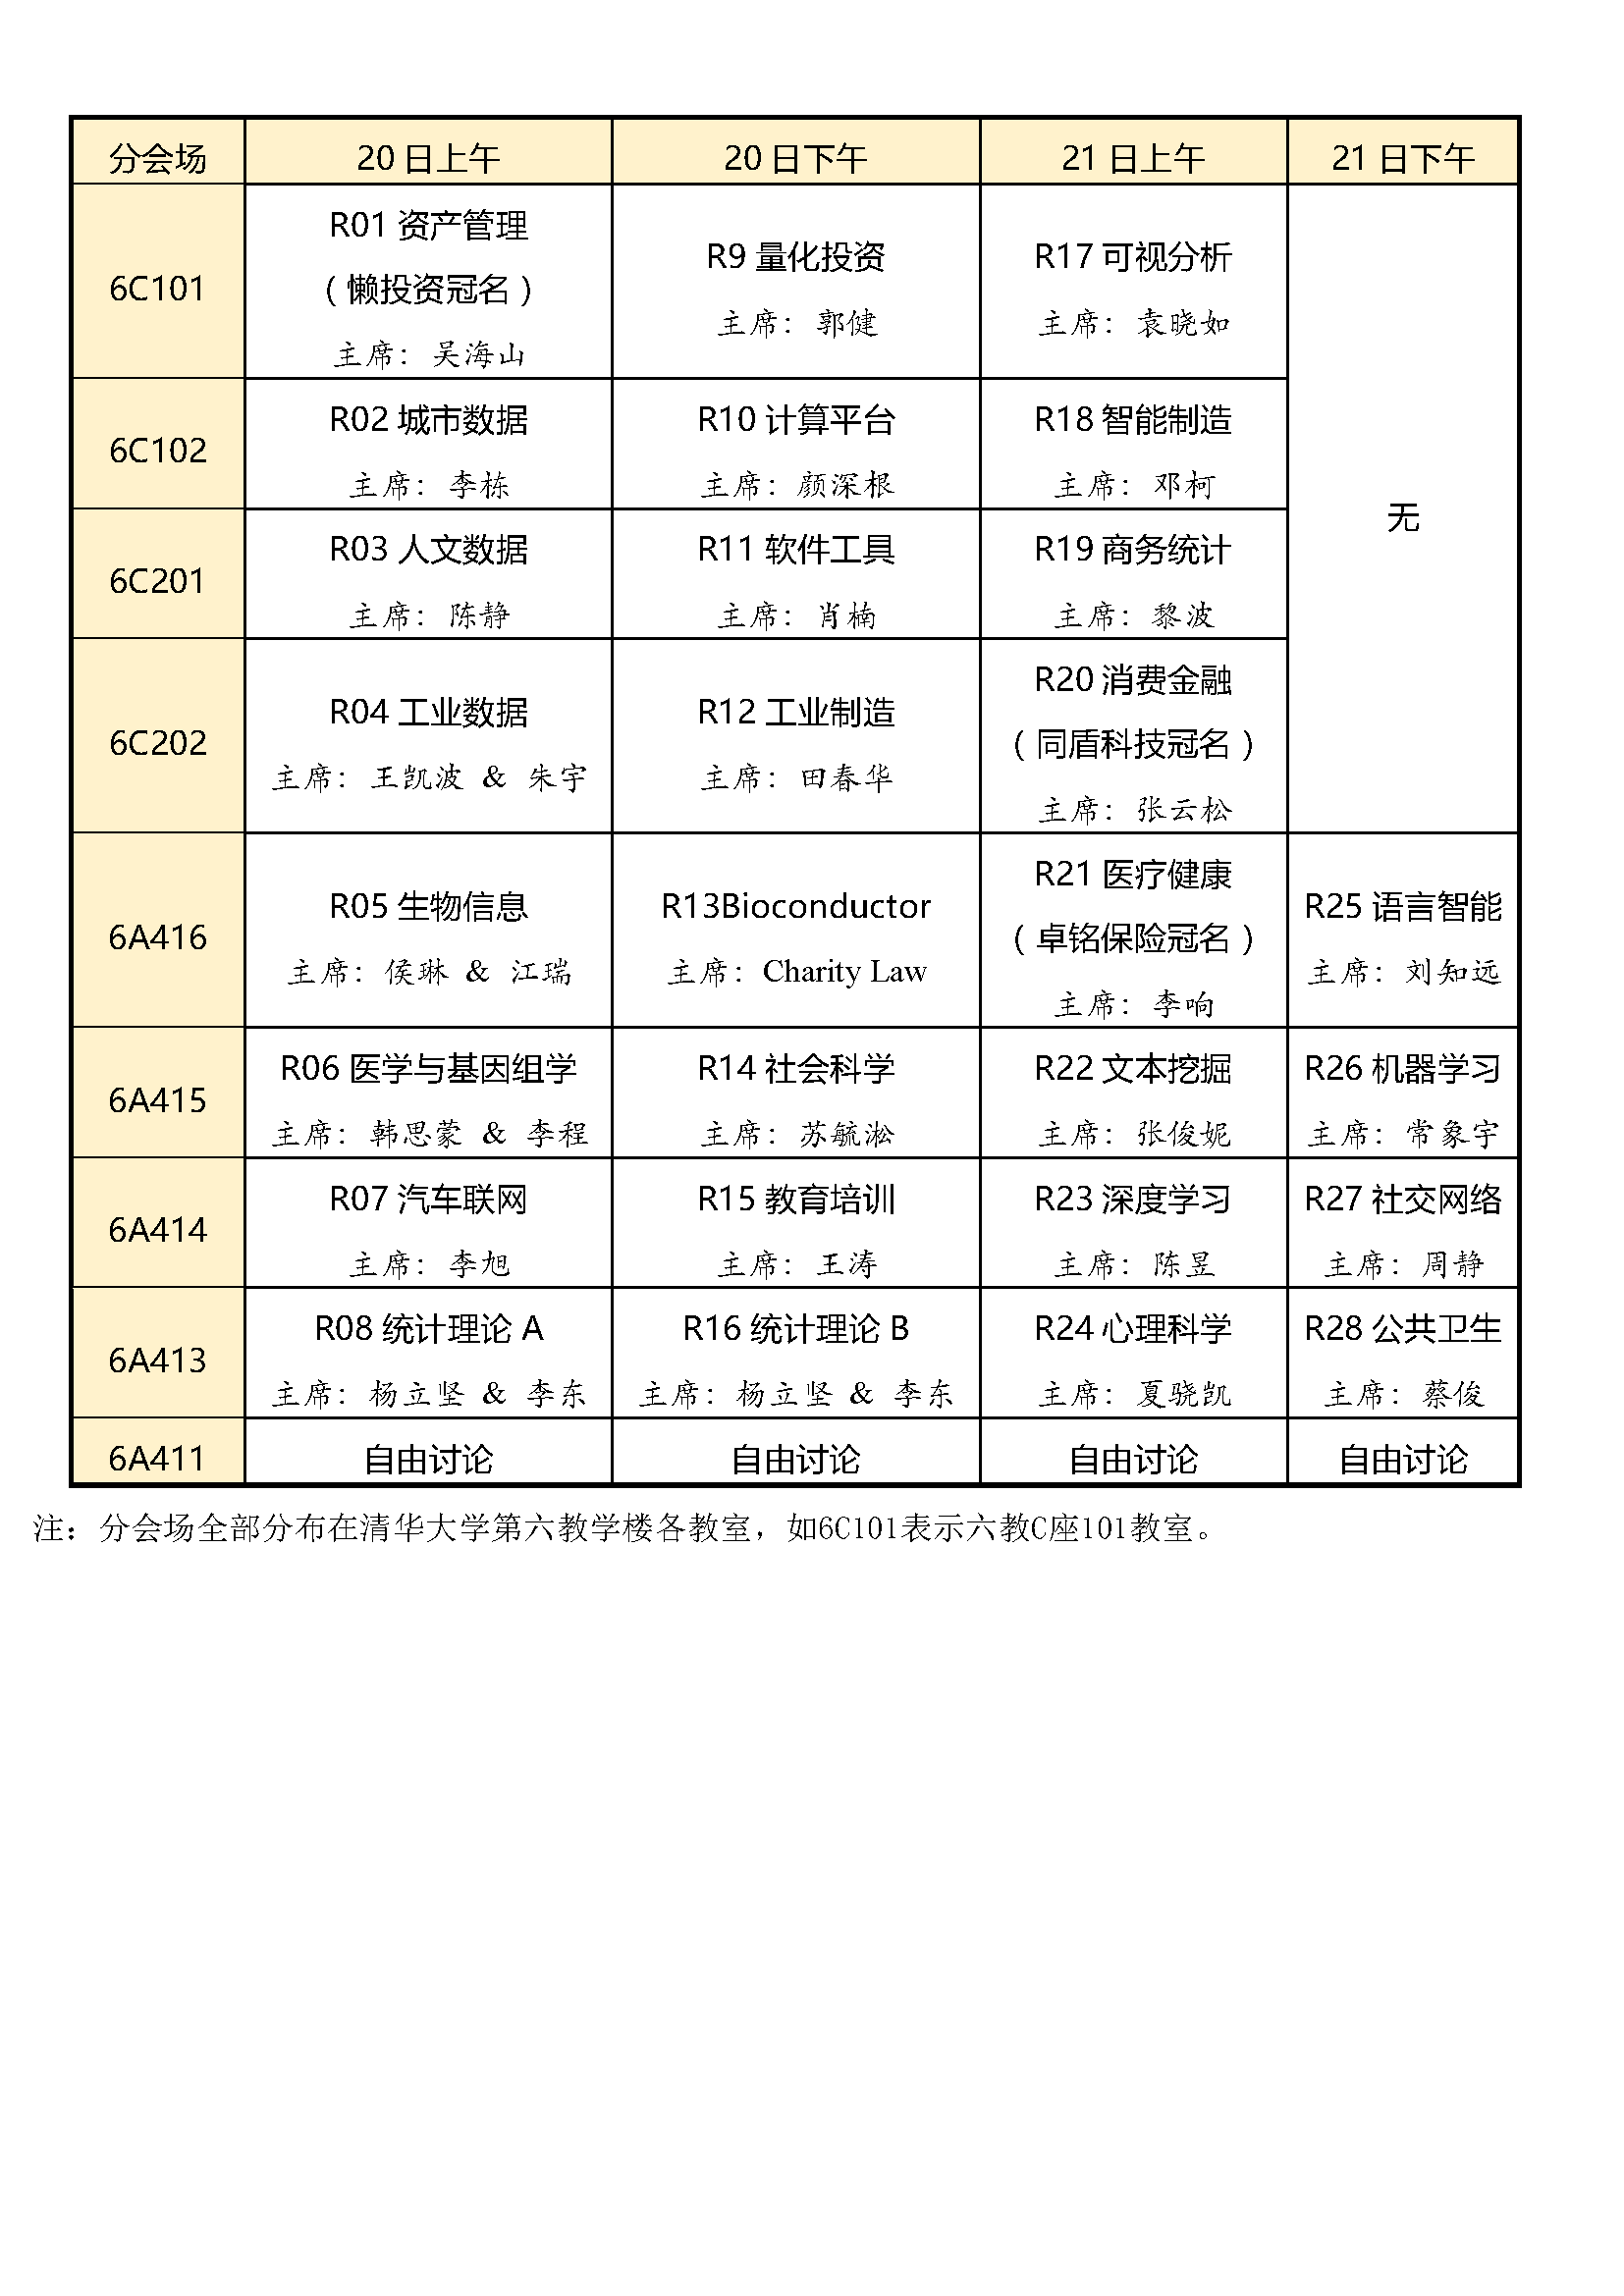 分会场 20日上午 20日下午 21日上午 21日下午
6C101
R01 资产管理
（懒投资冠名）
主席：吴海山
R9 量化投资
主席：郭健
R17 可视分析
主席：袁晓如
无
6C102
R02 城市数据
主席：李栋
R10 计算平台
主席：颜深根
R18 智能制造
主席：邓柯
6C201
R03 人文数据
主席：陈静
R11 软件工具
主席：肖楠
R19 商务统计
主席：黎波
6C202
R04 工业数据
主席：王凯波 & 朱宇
R12 工业制造
主席：田春华
R20 消费金融
（同盾科技冠名）
主席：张云松
6A416
R05 生物信息
主席：侯琳 & 江瑞
R13Bioconductor
主席：Charity Law
R21 医疗健康
（卓铭保险冠名）
主席：李响
R25 语言智能
主席：刘知远
6A415
R06 医学与基因组学
主席：韩思蒙 & 李程
R14 社会科学
主席：苏毓淞
R22 文本挖掘
主席：张俊妮
R26 机器学习
主席：常象宇
6A414
R07 汽车联网
主席：李旭
R15 教育培训
主席：王涛
R23 深度学习
主席：陈昱
R27 社交网络
主席：周静
6A413
R08 统计理论 A
主席：杨立坚 & 李东
R16 统计理论 B
主席：杨立坚 & 李东
R24 心理科学
主席：夏骁凯
R28 公共卫生
主席：蔡俊
6A411 自由讨论 自由讨论 自由讨论 自由讨论
注：分会场全部分布在清华大学第六教学楼各教室，如6C101表示六教C座101教室。